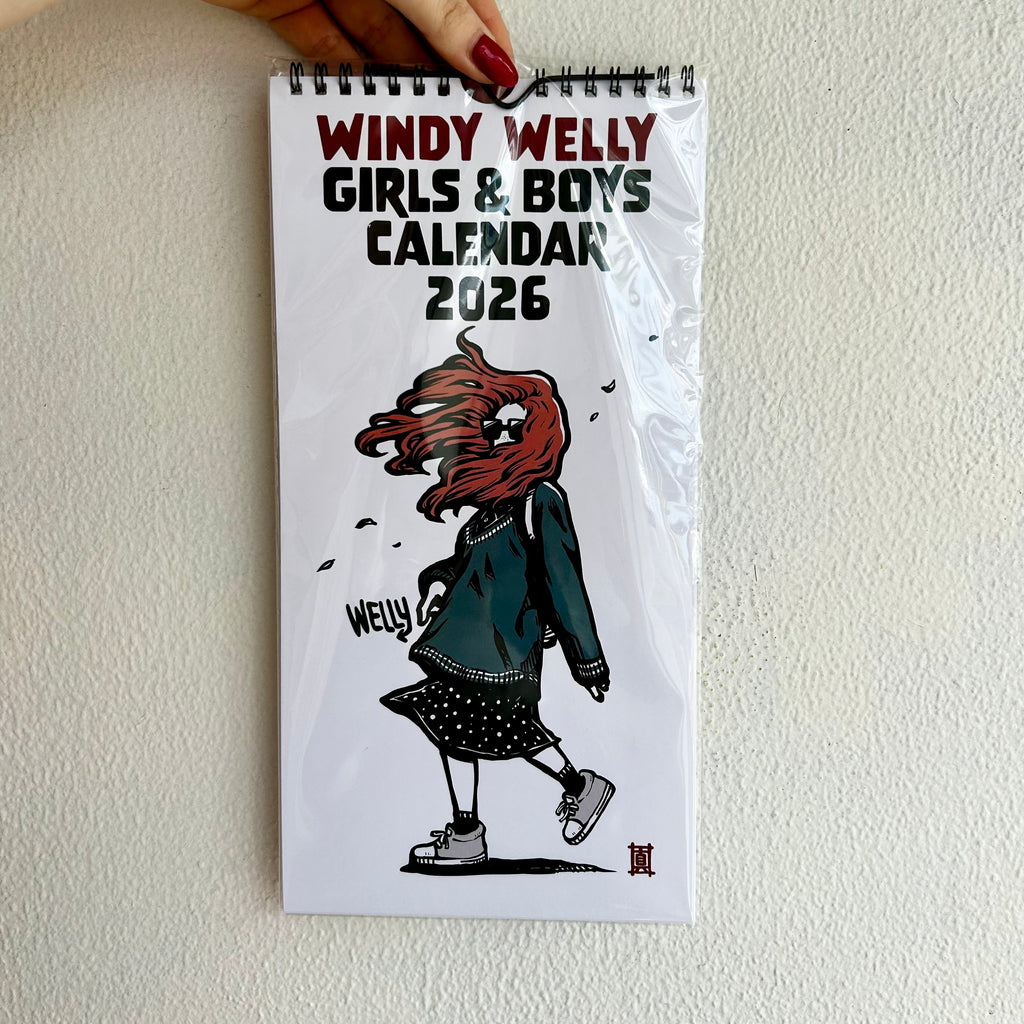 WINDY WELLY
GIRLS & BOYS
CALENDAR
2026
WELLY